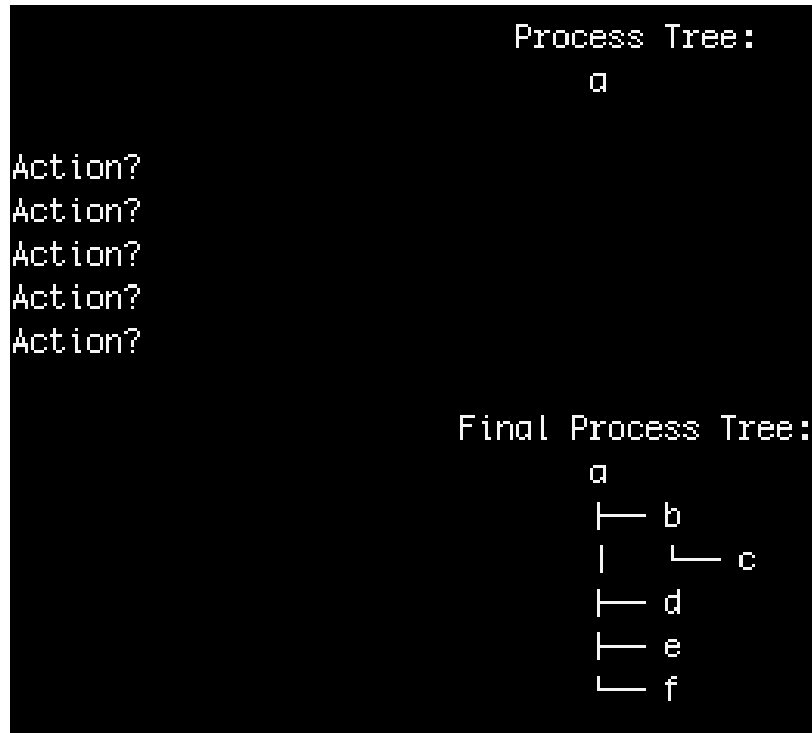 Process Tree:
a
Action?
Action?
Action?
Action?
Action?
Final Process Tree:
a
├── b
│   └── c
├── d
├── e
└── f